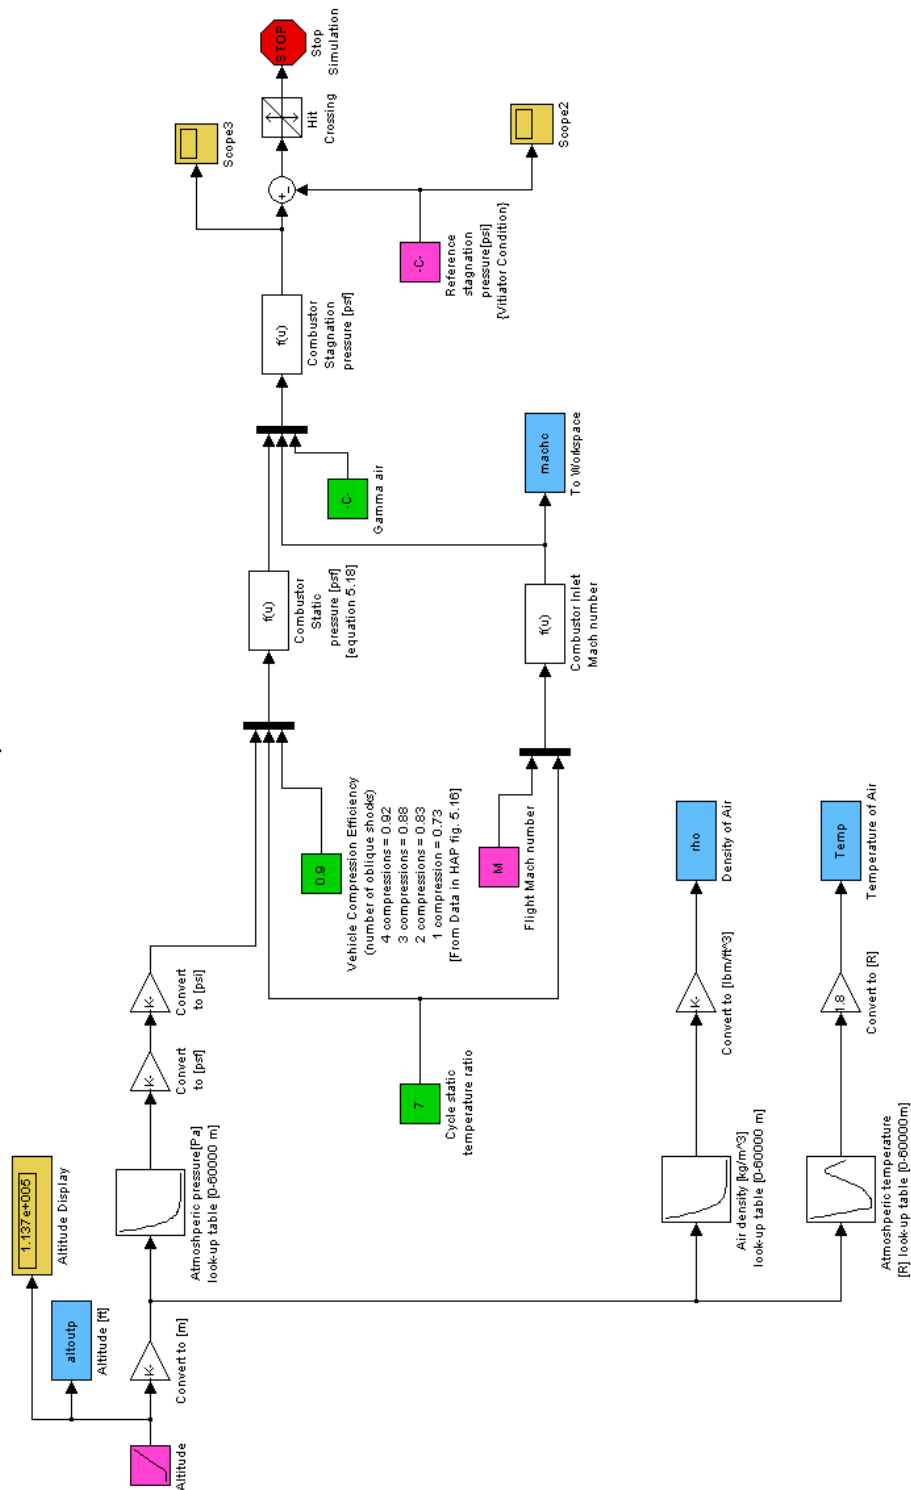 1.137e+005
Altitude Display
altoutp
Altitude [ft]
Altitude
K-
Convert to [m]
Atmoshperic pressure[Pa]
look-up table [0-60000 m]
K-
Convert
to [psf]
K-
Convert
to [psi]
7
Cycle static
temperature ratio
0.9
Vehicle Compression Efficiency
(number of oblique shocks)
4 compressions = 0.92
3 compressions = 0.88
2 compressions = 0.83
1 compression = 0.73
[From Data in HAP fig. 5.16]
M
Flight Mach number
f(u)
Combustor
Static
pressure [psf]
[equation 5.18]
f(u)
Combustor Inlet
Mach number
-C-
Gamma air
machc
To Workspace
f(u)
Combustor
Stagnation
pressure [psf]
Scope3
+
-
-C-
Reference
stagnation
pressure[psi]
{Vitiator Condition}
Scope2
Hit
Crossing
STOP
Stop
Simulation
Air density [kg/m^3]
look-up table [0-60000 m]
K-
Convert to [lbm/ft^3]
rho
Density of Air
Atmoshperic temperature
[R] look-up table [0-60000m]
1.8
Convert to [R]
Temp
Temperature of Air